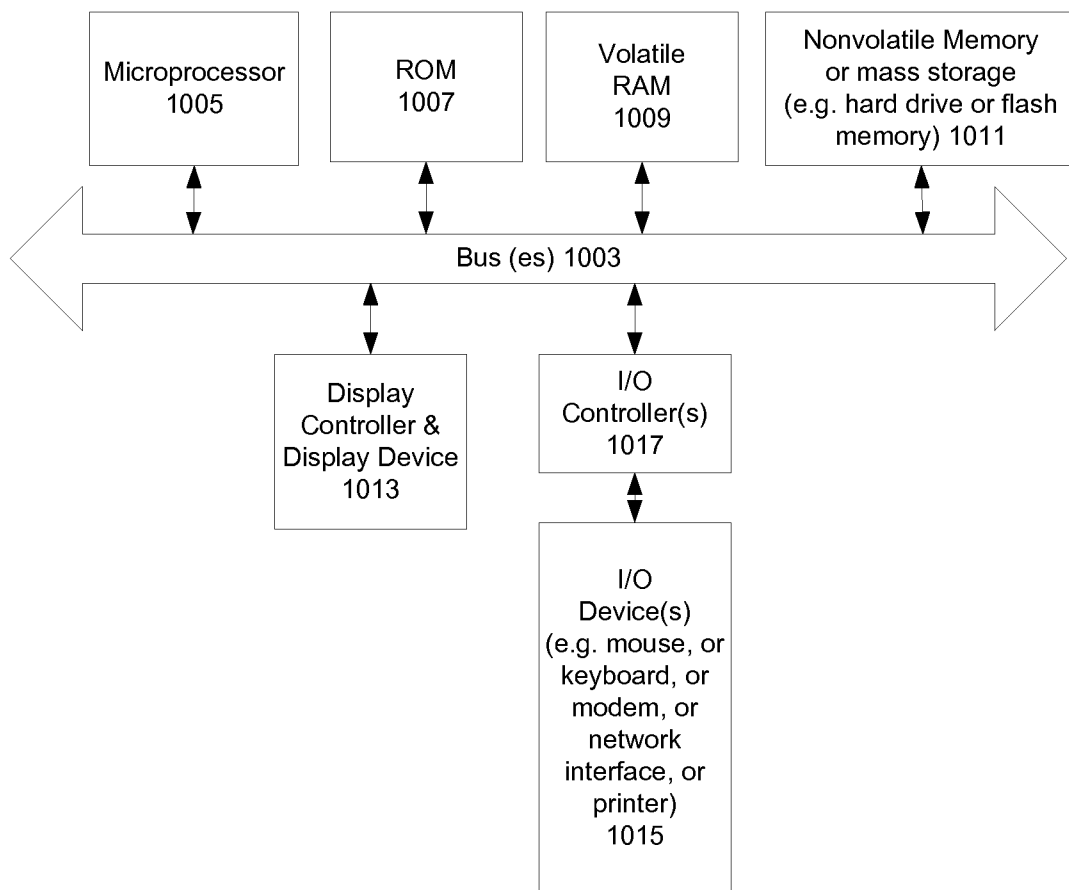 Microprocessor
1005
ROM
1007
Volatile
RAM
1009
Nonvolatile Memory
or mass storage
(e.g. hard drive or flash
memory) 1011
Bus (es) 1003
Display
Controller &
Display Device
1013
I/O
Controller(s)
1017
I/O
Device(s)
(e.g. mouse, or
keyboard, or
modem, or
network
interface, or
printer)
1015